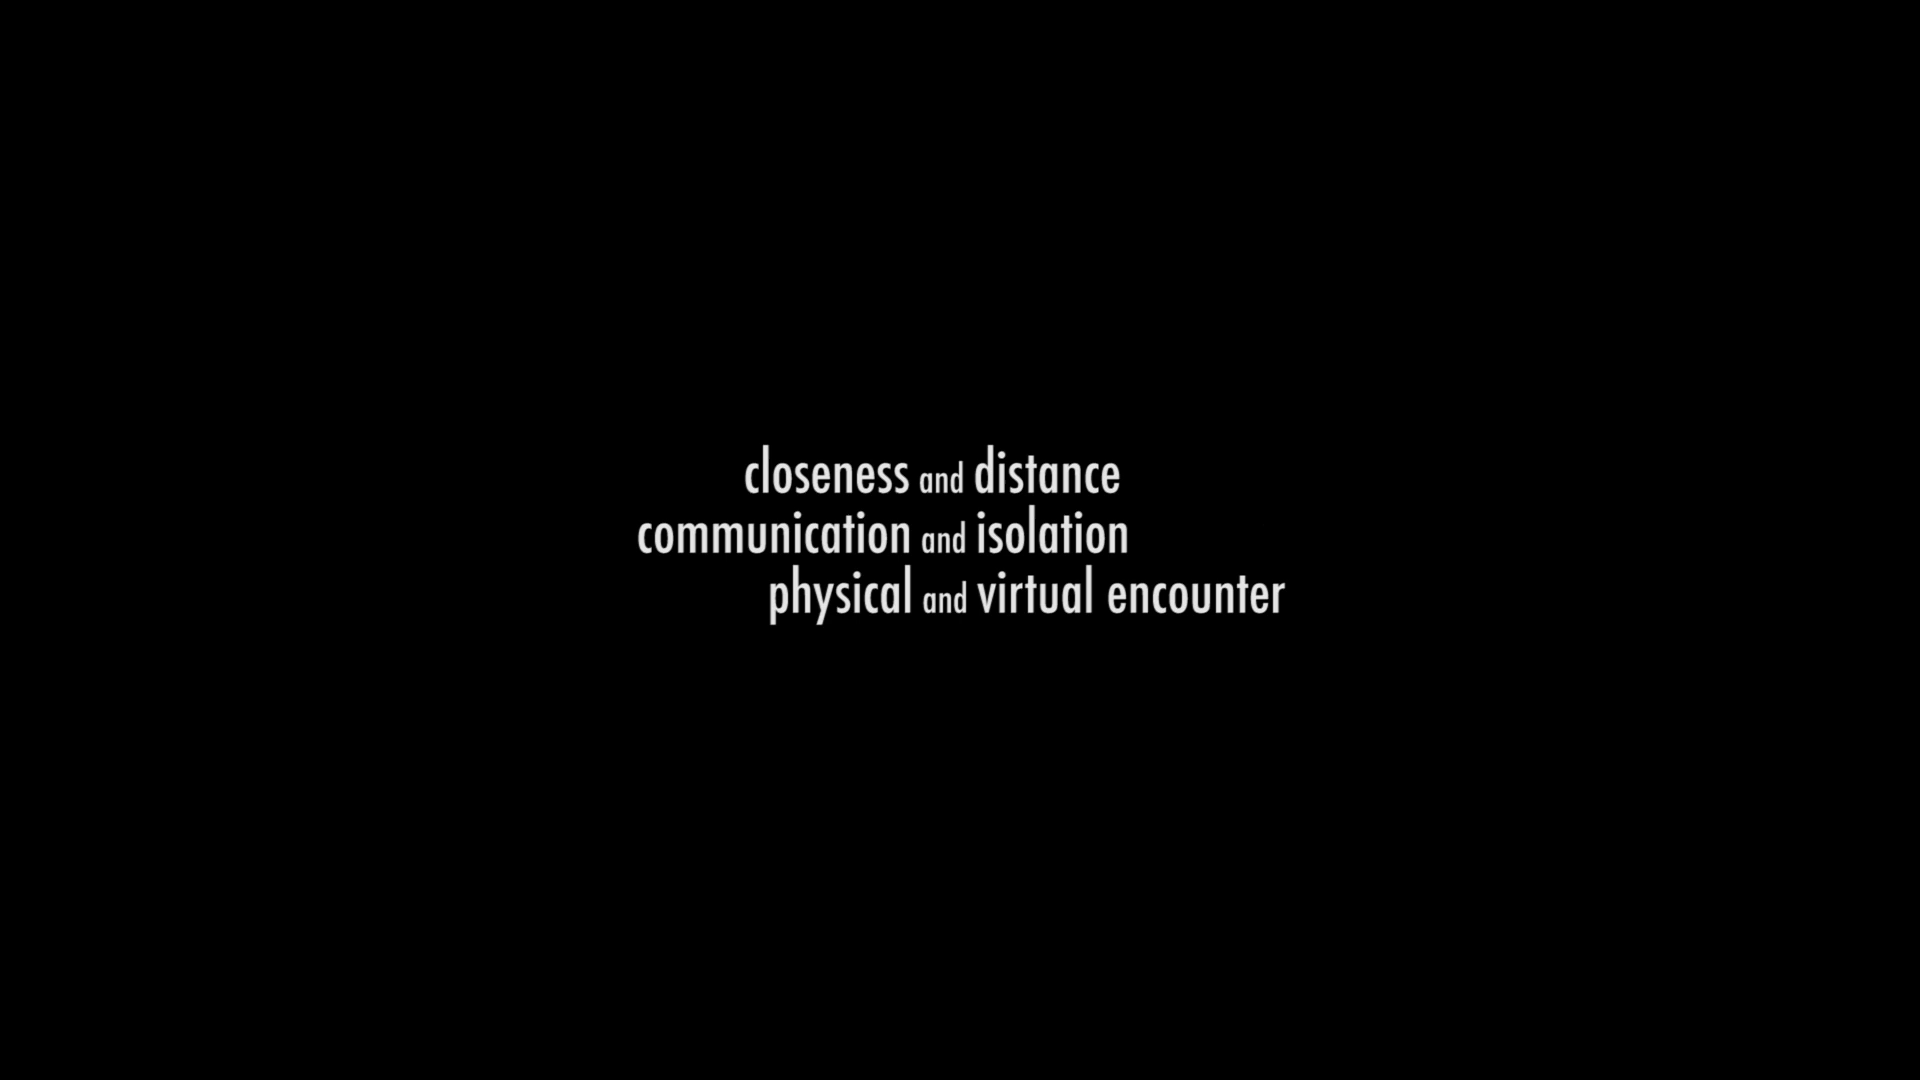 closeness and distance
communication and isolation
physical and virtual encounter